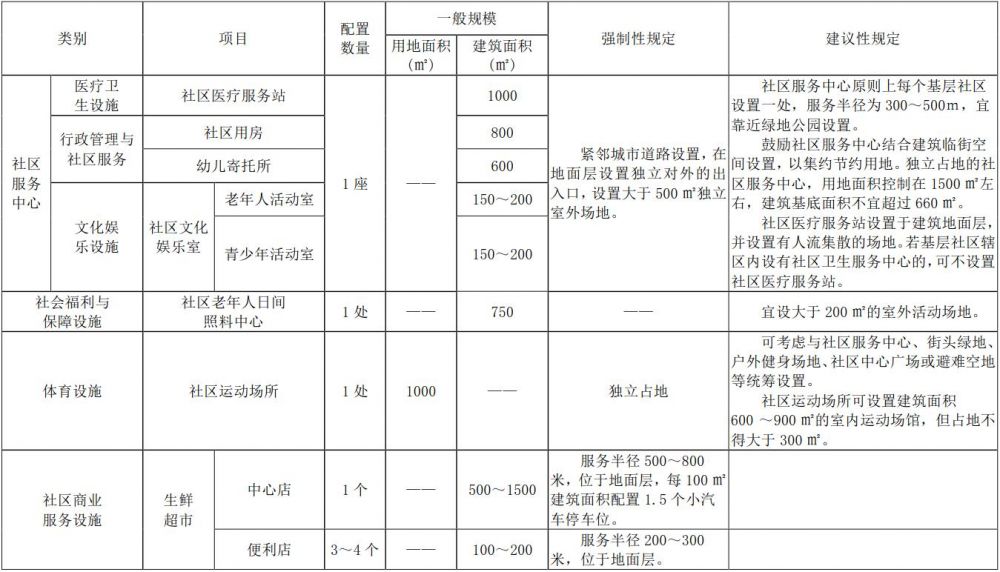 类别
项目
配置
数量
一般规模
用地面积
(㎡)
建筑面积
(㎡)
强制性规定
建议性规定
社区
服务
中心
医疗卫
生设施
社区医疗服务站
1座
——
1000
紧邻城市道路设置，在
地面层设置独立对外的出
入口，设置大于 500 ㎡独立
室外场地。
社区服务中心原则上每个基层社区
设置一处，服务半径为 300～500m，宜
靠近绿地公园设置。
鼓励社区服务中心结合建筑临街空
间设置，以集约节约用地。独立占地的社
区服务中心，用地面积控制在 1500 ㎡左
右，建筑基底面积不宜超过 660 ㎡。
社区医疗服务站设置于建筑地面层，
并设置有人流集散的场地。若基层社区辖
区内设有社区卫生服务中心的，可不设置
社区医疗服务站。
行政管理与
社区服务
社区用房
800
幼儿寄托所
600
文化娱
乐设施
社区文化
娱乐室
老年人活动室
150～200
青少年活动室
150～200
社会福利与
保障设施
社区老年人日间
照料中心
1 处
——
750
——
宜设大于 200 ㎡的室外活动场地。
体育设施
社区运动场所
1 处
1000
——
独立占地
可考虑与社区服务中心、街头绿地、
户外健身场地、社区中心广场或避难空地
等统筹设置。
社区运动场所可设置建筑面积
600 ～900 ㎡的室内运动场馆，但占地不
得大于 300 ㎡。
社区商业
服务设施
生鲜
超市
中心店
1 个
——
500～1500
服务半径 500～800
米，位于地面层，每 100 ㎡
建筑面积配置 1.5 个小汽
车停车位。
便利店
3～4 个
——
100～200
服务半径 200～300
米，位于地面层。